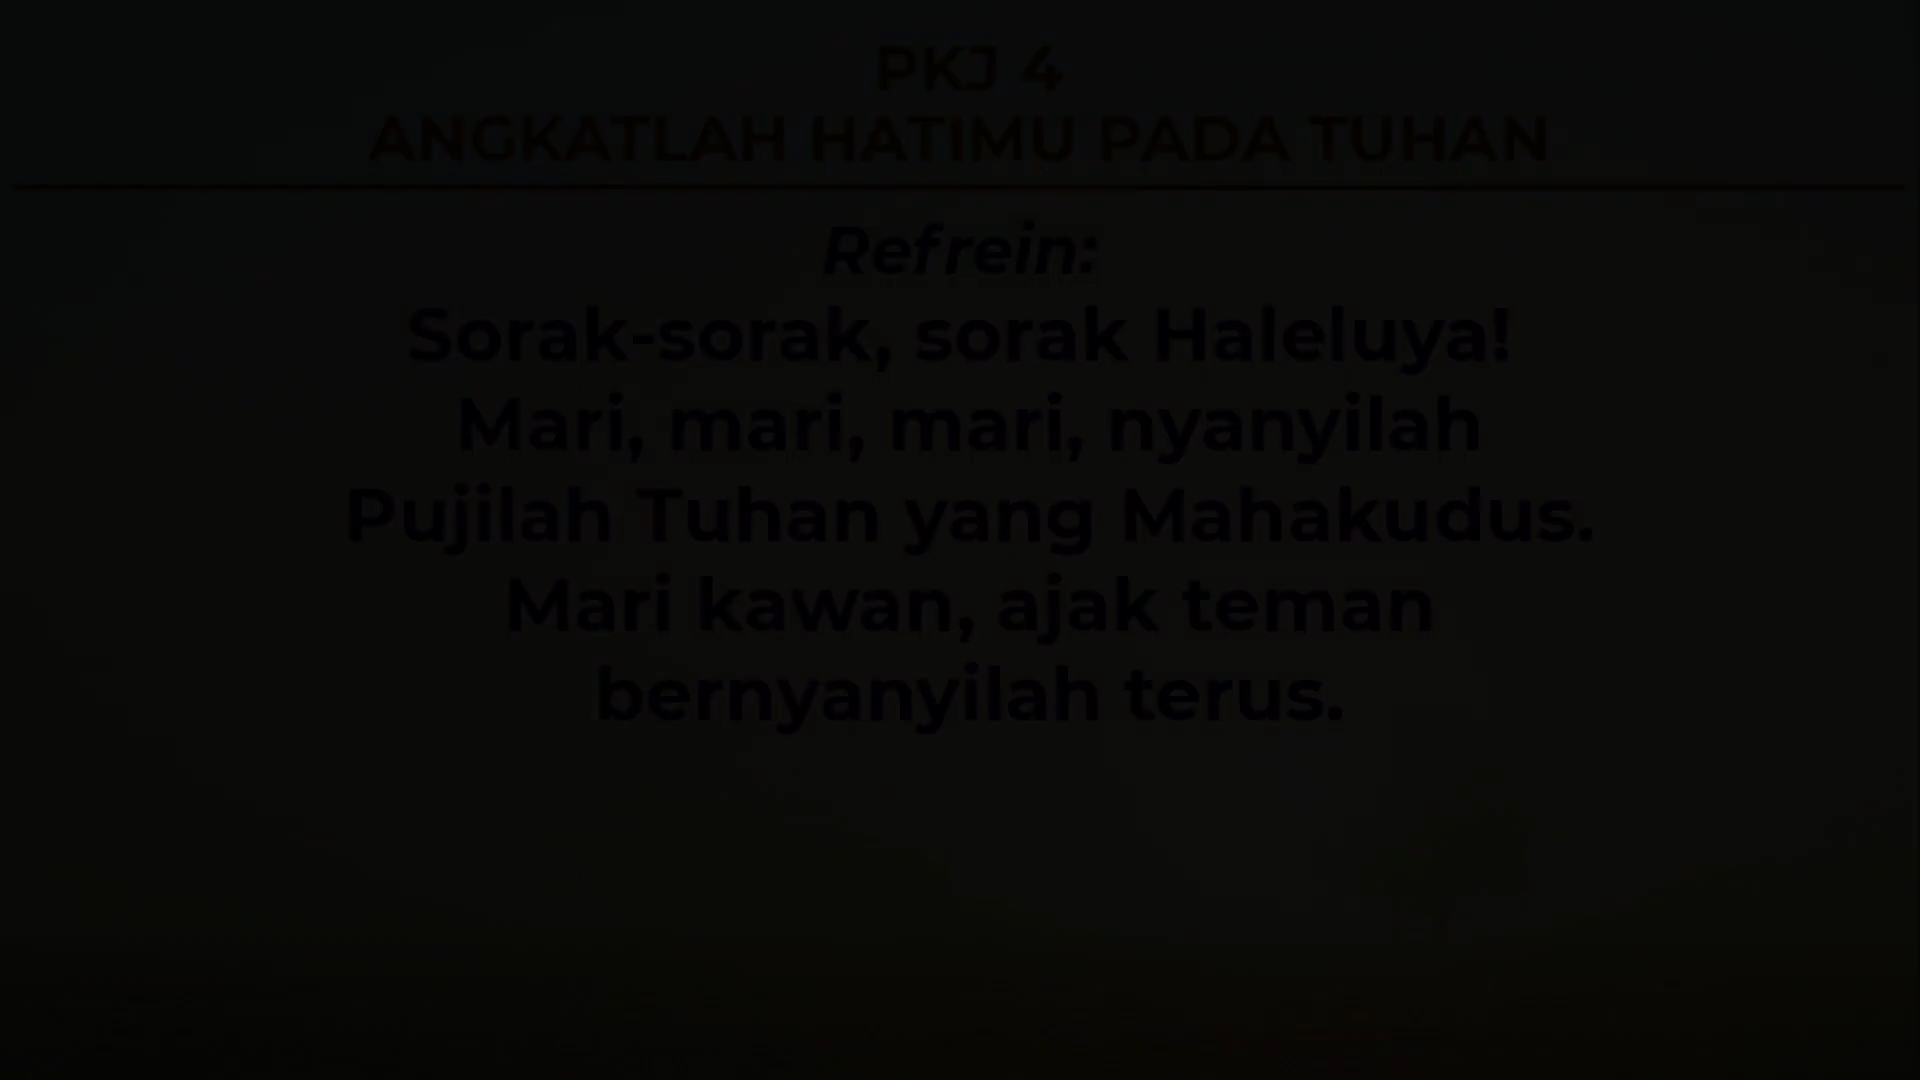 PKJ 4
ANGKATLAH HATIMU PADA TUHAN
Refrein:
Sorak-sorak, sorak Haleluya!
Mari, mari, mari, nyanyilah
Pujilah Tuhan yang Mahakudus.
Mari kawan, ajak teman
bernyanyilah terus.